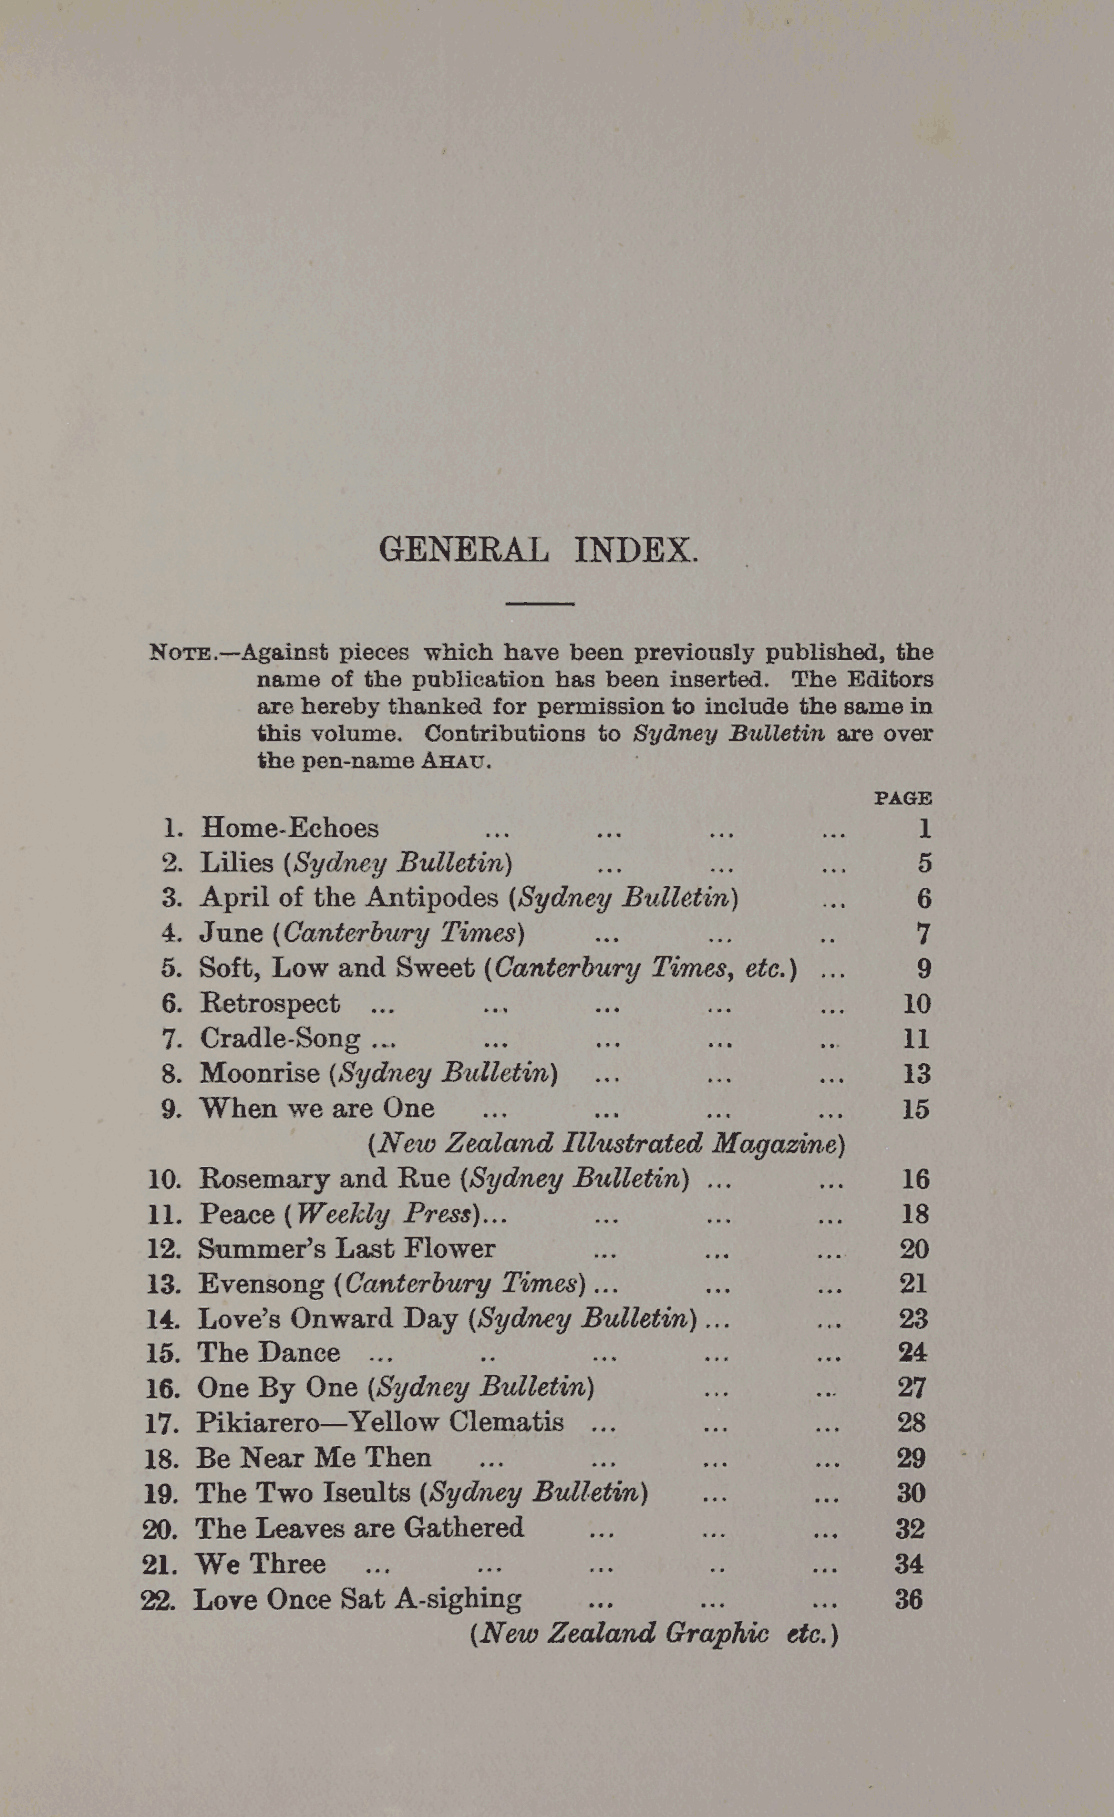 GENERAL INDEX.
NOTE.—Against pieces which have been previously published, the
name of the publication has been inserted. The Editors
are hereby thanked for permission to include the same in
this volume. Contributions to Sydney Bulletin are over
the pen-name AHAU.
PAGE
1. Home-Echoes ... ... ... ... 1
2. Lilies (Sydney Bulletin) ... ... ... 5
3. April of the Antipodes (Sydney Bulletin) ... 6
4. June (Canterbury Times) ... ... .. 7
5. Soft, Low and Sweet (Canterbury Times, etc.) ... 9
6. Retrospect ... ... ... ... ... 10
7. Cradle-Song ... ... ... ... ... 11
8. Moonrise (Sydney Bulletin) ... ... ... 13
9. When we are One ... ... ... ... 15
(New Zealand Illustrated Magazine)
10. Rosemary and Rue (Sydney Bulletin) ... ... 16
11. Peace (Weekly Press)... ... ... ... 18
12. Summer's Last Flower ... ... ... 20
13. Evensong (Canterbury Times) ... ... ... 21
14. Love's Onward Day (Sydney Bulletin) ... ... 23
15. The Dance ... .. ... ... ... 24
16. One By One (Sydney Bulletin) ... ... 27
17. Pikiarero—Yellow Clematis ... ... ... 28
18. Be Near Me Then ... ... ... ... 29
19. The Two Iseults (Sydney Bulletin) ... ... 30
20. The Leaves are Gathered ... ... ... 32
21. We Three ... ... ... .. ... 34
22. Love Once Sat A-sighing ... ... ... 36
(New Zealand Graphic etc.)